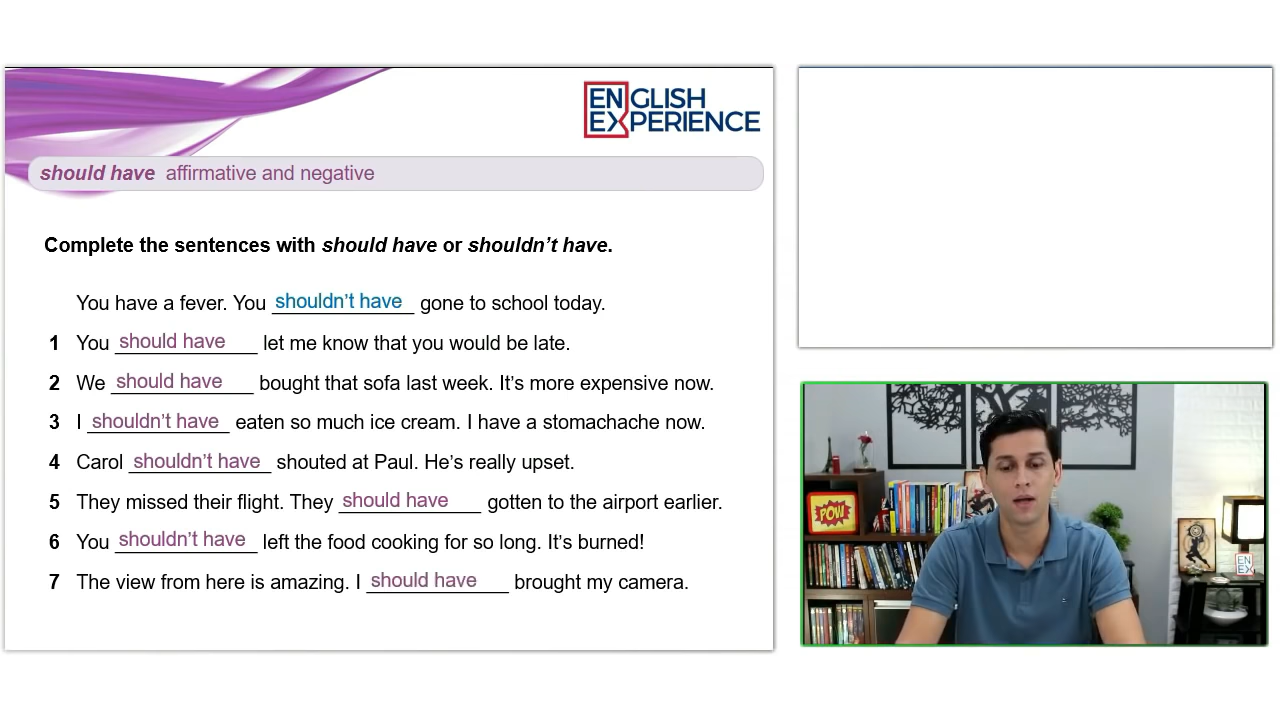 ENGLISH
EXPERIENCE
should have affirmative and negative
Complete the sentences with should have or shouldn't have.
You have a fever. You shouldn't have gone to school today.
1 You should have let me know that you would be late.
2 We should have bought that sofa last week. It's more expensive now.
3 I shouldn't have eaten so much ice cream. I have a stomachache now.
4 Carol shouldn't have shouted at Paul. He's really upset.
5 They missed their flight. They should have gotten to the airport earlier.
6 You shouldn't have left the food cooking for so long. It's burned!
7 The view from here is amazing. I should have brought my camera.
POW
EN
EX